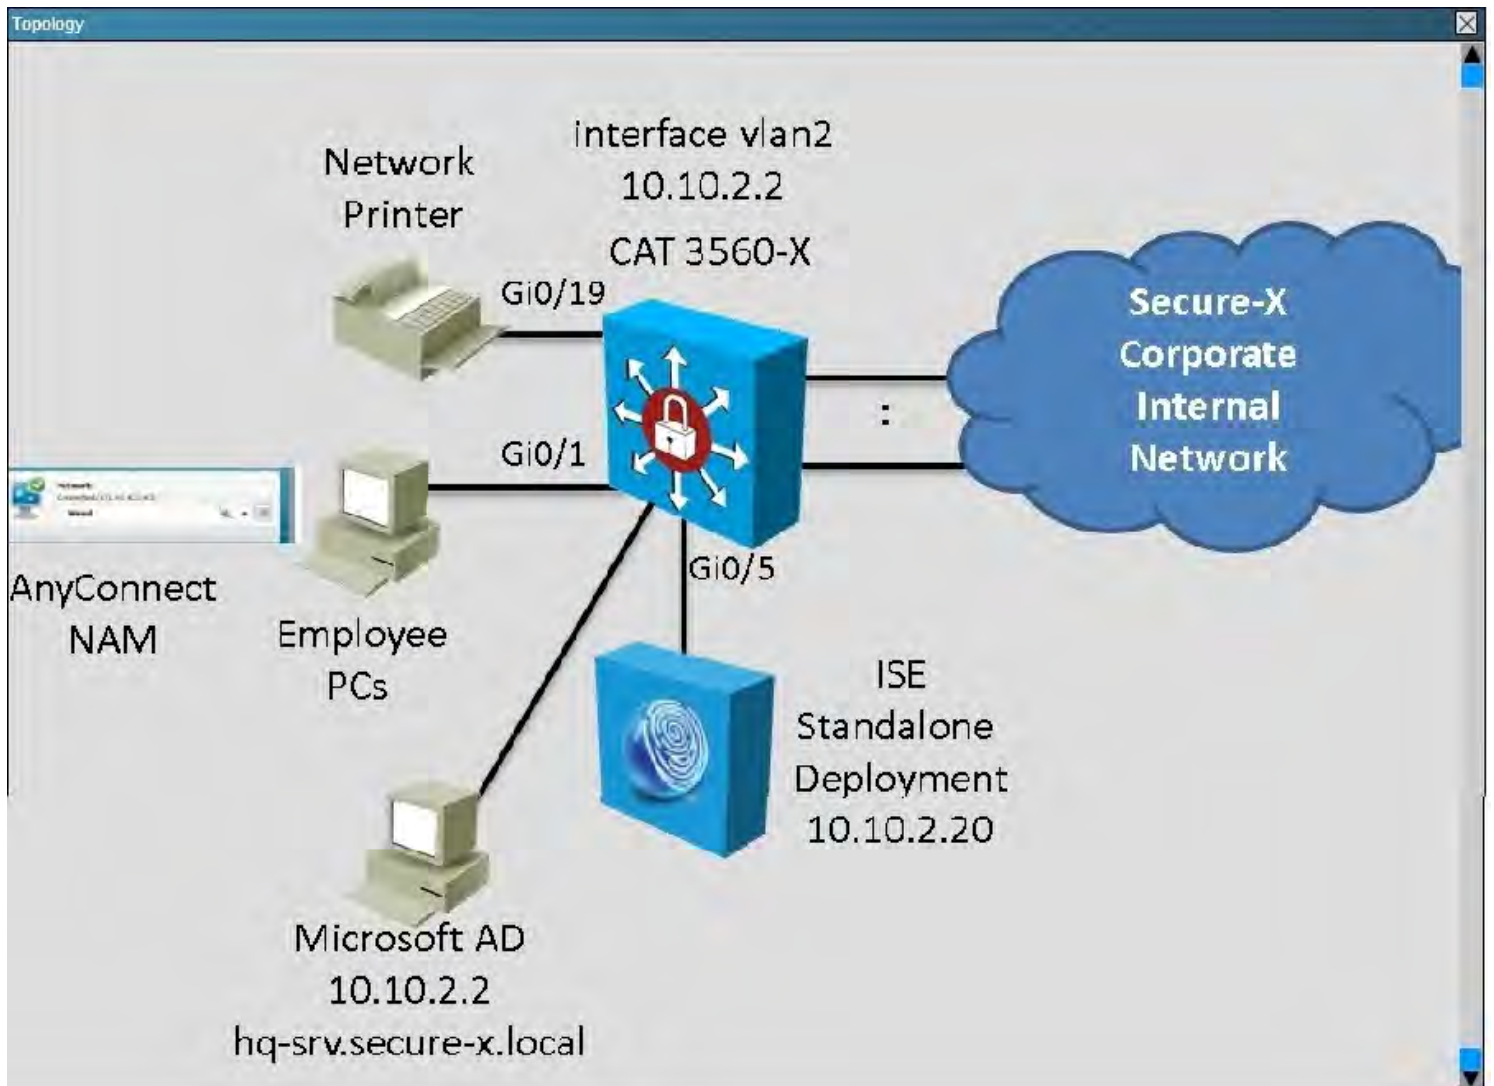 Topology
interface vlan2
10.10.2.2
CAT 3560-X
Network
Printer
Gi0/19
Secure-X
Corporate
Internal
Network
:
Gi0/1
AnyConnect
NAM
Employee
PCs
Gi0/5
ISE
Standalone
Deployment
10.10.2.20
Microsoft AD
10.10.2.2
hq-srv.secure-x.local